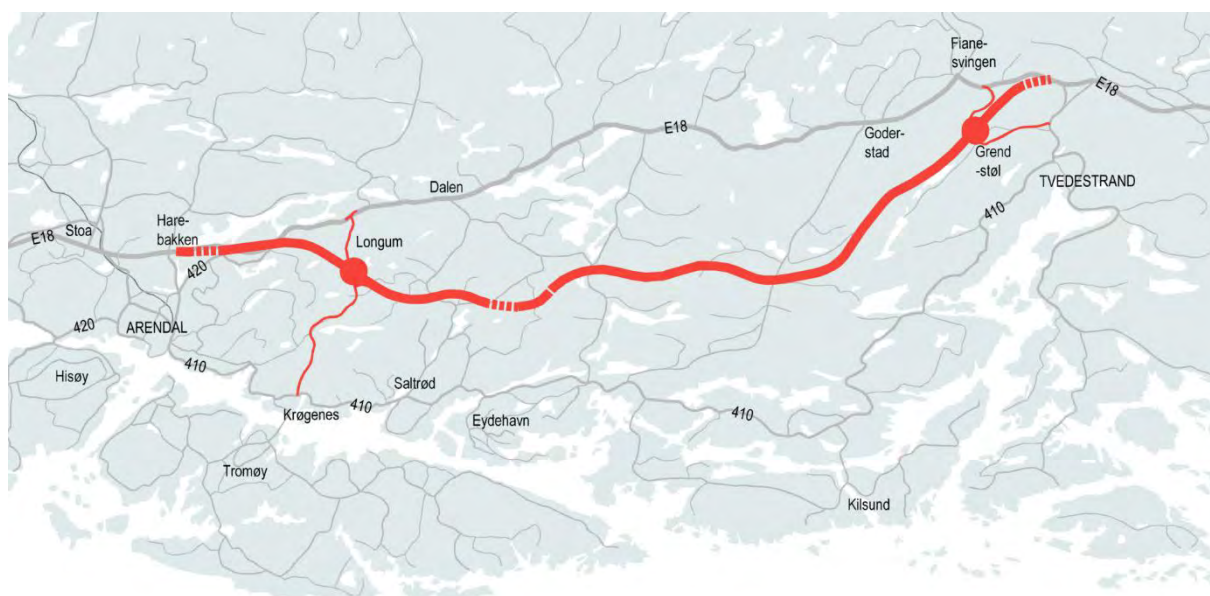 Fiane-
svingen
E18
E18
Goder-
stad
Grend
-støl
TVEDESTRAND
Dalen
410
Hare-
bakken
Stoa
E18
Longum
420
420
ARENDAL
410
Hisøy
Saltrød
410
Krøgenes
Eydehavn
410
Tromøy
Kilsund